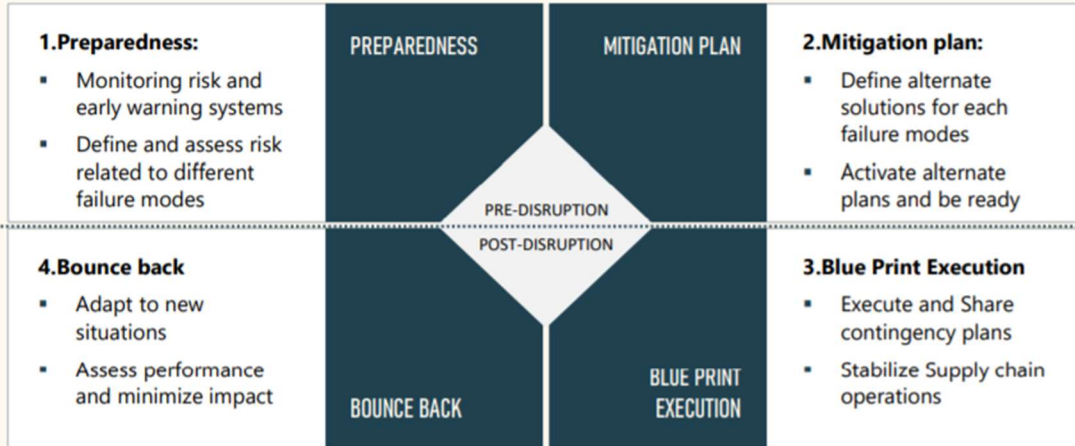 1.Preparedness:
▪ Monitoring risk and
early warning systems
▪ Define and assess risk
related to different
failure modes
PREPAREDNESS
MITIGATION PLAN
2.Mitigation plan:
▪ Define alternate
solutions for each
failure modes
▪ Activate alternate
plans and be ready
PRE-DISRUPTION
POST-DISRUPTION
4.Bounce back
▪ Adapt to new
situations
▪ Assess performance
and minimize impact
BOUNCE BACK
BLUE PRINT
EXECUTION
3.Blue Print Execution
▪ Execute and Share
contingency plans
▪ Stabilize Supply chain
operations